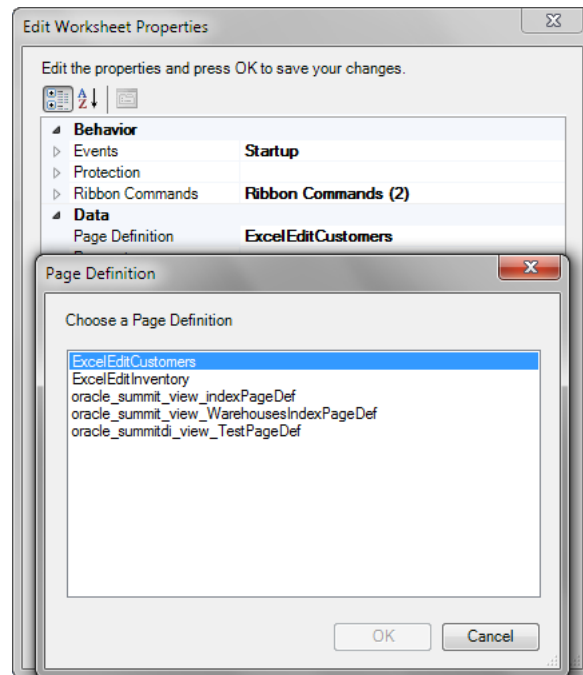 Edit Worksheet Properties
Edit the properties and press OK to save your changes.
Behavior
Events Startup
Protection
Ribbon Commands Ribbon Commands (2)
Data
Page Definition ExcelEditCustomers
Page Definition
Choose a Page Definition
ExcelEditCustomers
ExcelEditInventory
oracle_summit_view_indexPageDef
oracle_summit_view_WarehousesIndexPageDef
oracle_summitdi_view_TestPageDef
OK Cancel